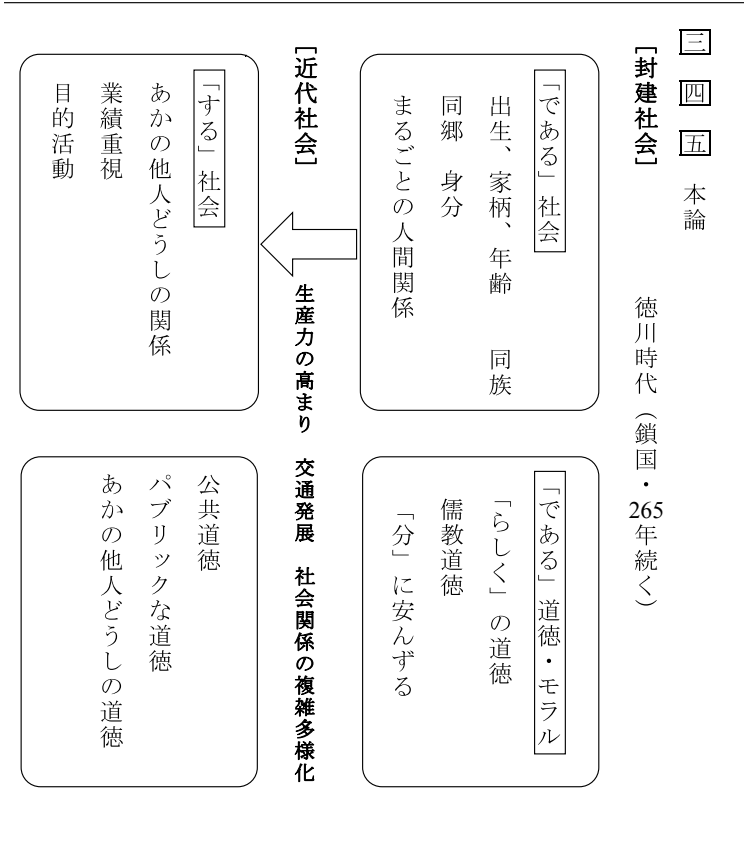 三 四 五 本論
[封建社会] 徳川時代（鎖国・265年続く）
「である」社会
出生、家柄、年齢 同族
同郷 身分
まるごとの人間関係
「である」道徳・モラル
「らしく」の道徳
儒教道徳
「分」に安んずる
[近代社会] 生産力の高まり 交通発展 社会関係の複雑多様化
「する」社会
あかの他人どうしの関係
業績重視
目的活動
公共道徳
パブリックな道徳
あかの他人どうしの道徳